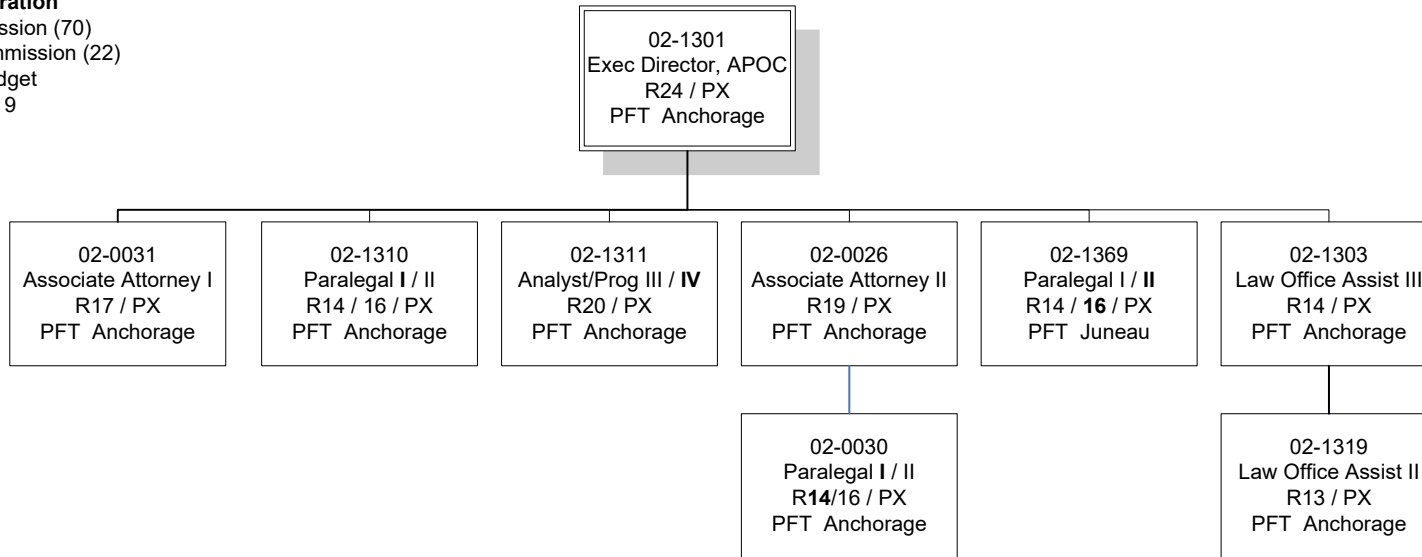 ration
ssion (70)
mmission (22)
dget
9
02-1301
Exec Director, APOC
R24 / PX
PFT Anchorage
02-0031
Associate Attorney I
R17 / PX
PFT Anchorage
02-1310
Paralegal I / II
R14 / 16 / PX
PFT Anchorage
02-1311
Analyst/Prog III / IV
R20 / PX
PFT Anchorage
02-0026
Associate Attorney II
R19 / PX
PFT Anchorage
02-1369
Paralegal I / II
R14 / 16 / PX
PFT Juneau
02-1303
Law Office Assist III
R14 / PX
PFT Anchorage
02-0030
Paralegal I / II
R14/16 / PX
PFT Anchorage
02-1319
Law Office Assist II
R13 / PX
PFT Anchorage